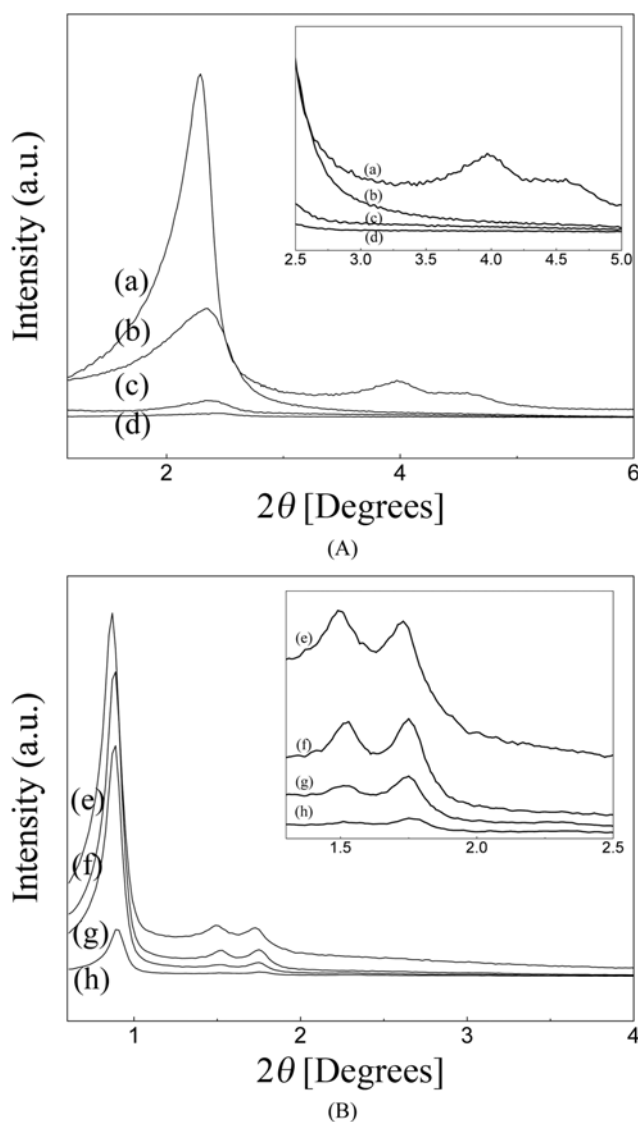 Intensity (a.u.)
(a)
(b)
(c)
(d)
(a)
(b)
(c)
(d)
2.5 3.0 3.5 4.0 4.5 5.0
2 4 6
2θ [Degrees]
(A)
Intensity (a.u.)
(e)
(f)
(g)
(h)
(e)
(f)
(g)
(h)
1.5 2.0 2.5
1 2 3 4
2θ [Degrees]
(B)